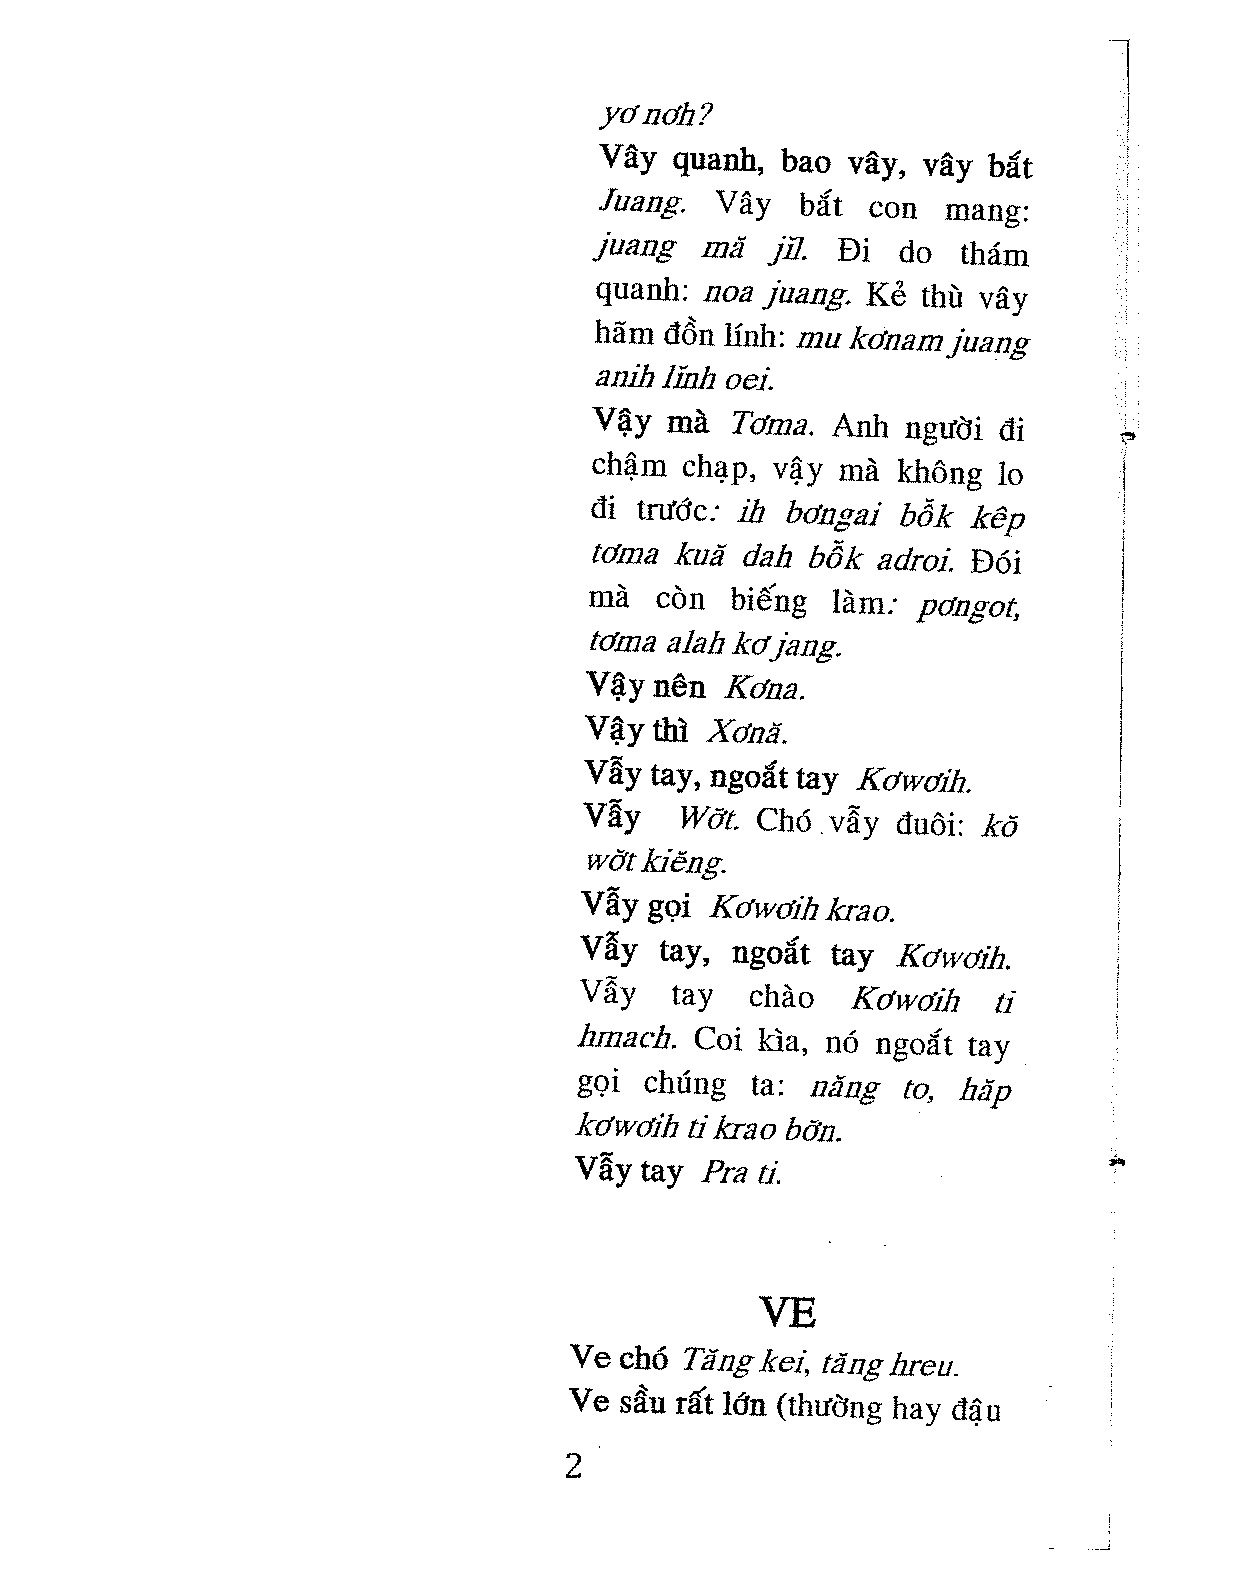 yơ nơh?
Vây quanh, bao vây, vây bắt
Juang. Vây bắt con mang:
juang mă jĭl. Đi do thám
quanh: noa juang. Kẻ thù vây
hãm đồn lính: mu kơnam juang
anih lĭnh oei.
Vậy mà Tơma. Anh người đi
chậm chạp, vậy mà không lo
đi trước: ih bơngai bô̆k kêp
tơma kuă dah bô̆k adroi. Đói
mà còn biếng làm: pơngot,
tơma alah kơ jang.
Vậy nên Kơna.
Vậy thì Xơnă.
Vẫy tay, ngoắt tay Kơwơih.
Vẫy Wơ̆t. Chó vẫy đuôi: kŏ
wơ̆t kiĕng.
Vẫy gọi Kơwơih krao.
Vẫy tay, ngoắt tay Kơwơih.
Vẫy tay chào Kơwơih ti
hmach. Coi kìa, nó ngoắt tay
gọi chúng ta: năng to, hăp
kơwơih ti krao bơ̆n.
Vẫy tay Pra ti.
VE
Ve chó Tăng kei, tăng hreu.
Ve sầu rất lớn (thường hay đậu
2